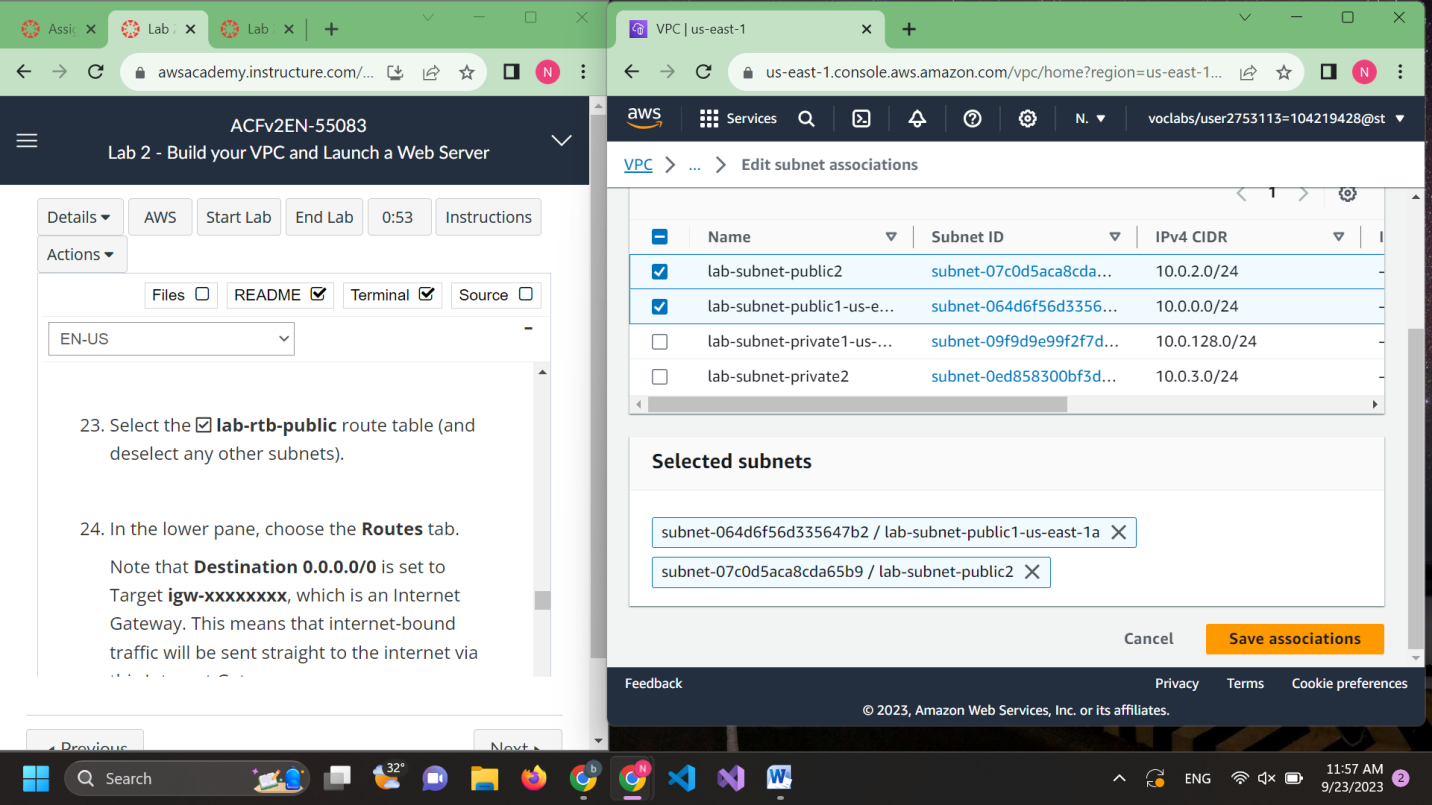 Assi
Lab
Lab
awsacademy.instructure.com/...
N
ACFv2EN-55083
Lab 2 - Build your VPC and Launch a Web Server
Details
AWS
Start Lab
End Lab
0:53
Instructions
Actions
Files
README
Terminal
Source
EN-US
23. Select the lab-rtb-public route table (and
deselect any other subnets).
24. In the lower pane, choose the Routes tab.
Note that Destination 0.0.0.0/0 is set to
Target igw-xxxxxxxx, which is an Internet
Gateway. This means that internet-bound
traffic will be sent straight to the internet via
Previous
Next
VPC | us-east-1
us-east-1.console.aws.amazon.com/vpc/home?region=us-east-1...
N
aws
Services
N.
voclabs/user2753113=104219428@st
VPC
...
Edit subnet associations
1
Name
Subnet ID
IPv4 CIDR
lab-subnet-public2
subnet-07c0d5aca8cda...
10.0.2.0/24
–
lab-subnet-public1-us-e...
subnet-064d6f56d3356...
10.0.0.0/24
–
lab-subnet-private1-us-...
subnet-09f9d9e99f2f7d...
10.0.128.0/24
–
lab-subnet-private2
subnet-0ed858300bf3d...
10.0.3.0/24
–
Selected subnets
subnet-064d6f56d335647b2 / lab-subnet-public1-us-east-1a
subnet-07c0d5aca8cda65b9 / lab-subnet-public2
Cancel
Save associations
Feedback
Privacy
Terms
Cookie preferences
© 2023, Amazon Web Services, Inc. or its affiliates.
Search
32°
b
N
ENG
11:57 AM
9/23/2023
2